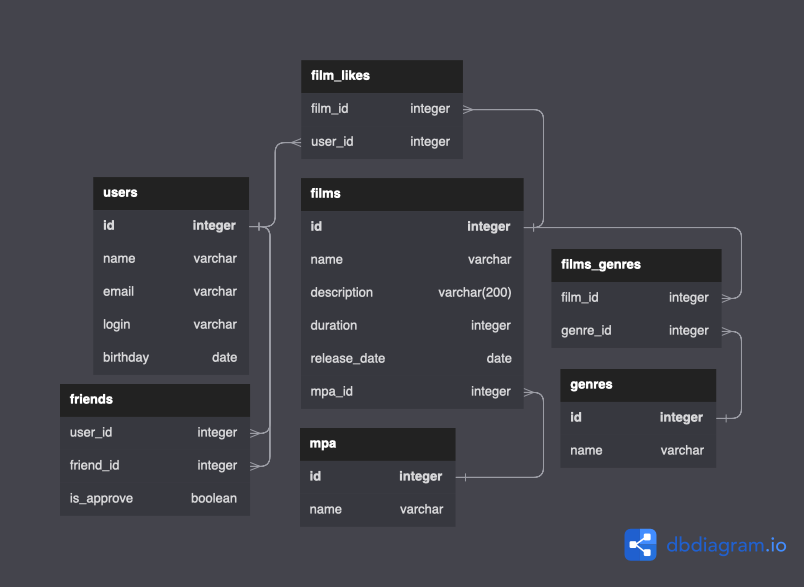 film_likes
film_id integer
user_id integer
users
id integer
name varchar
email varchar
login varchar
birthday date
films
id integer
name varchar
description varchar(200)
duration integer
release_date date
mpa_id integer
films_genres
film_id integer
genre_id integer
genres
id integer
name varchar
friends
user_id integer
friend_id integer
is_approve boolean
mpa
id integer
name varchar
dbdiagram.io